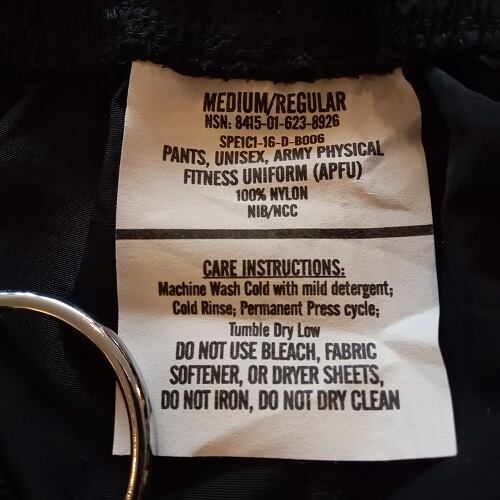 MEDIUM/REGULAR
NSN: 8415-01-623-8926
SPE1C1-16-D-B006
PANTS, UNISEX, ARMY PHYSICAL
FITNESS UNIFORM (APFU)
100% NYLON
NIB/NCC
CARE INSTRUCTIONS:
Machine Wash Cold with mild detergent;
Cold Rinse; Permanent Press cycle;
Tumble Dry Low
DO NOT USE BLEACH, FABRIC
SOFTENER, OR DRYER SHEETS,
DO NOT IRON, DO NOT DRY CLEAN